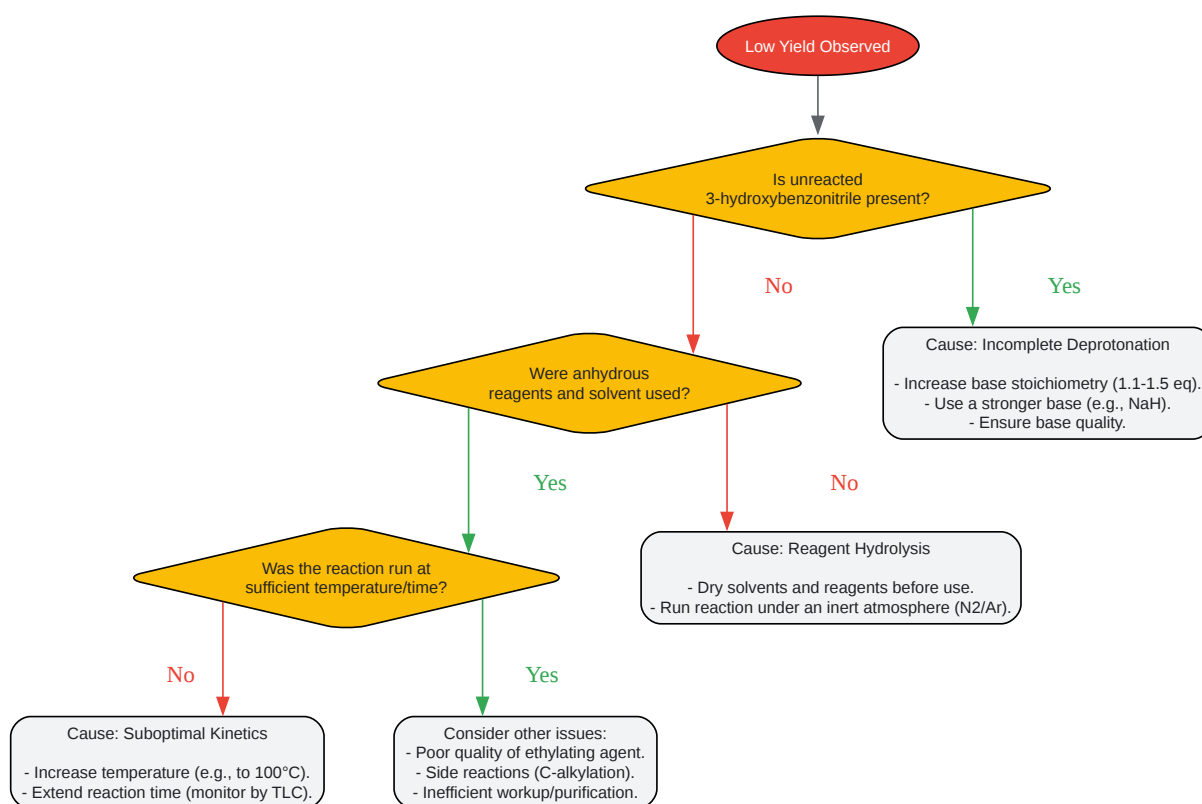 Low Yield Observed
Is unreacted
3-hydroxybenzonitrile present?
No
Yes
Were anhydrous
reagents and solvent used?
Cause: Incomplete Deprotonation
- Increase base stoichiometry (1.1-1.5 eq).
- Use a stronger base (e.g., NaH).
- Ensure base quality.
Yes
No
Was the reaction run at
sufficient temperature/time?
Cause: Reagent Hydrolysis
- Dry solvents and reagents before use.
- Run reaction under an inert atmosphere (N2/Ar).
No
Yes
Cause: Suboptimal Kinetics
- Increase temperature (e.g., to 100°C).
- Extend reaction time (monitor by TLC).
Consider other issues:
- Poor quality of ethylating agent.
- Side reactions (C-alkylation).
- Inefficient workup/purification.